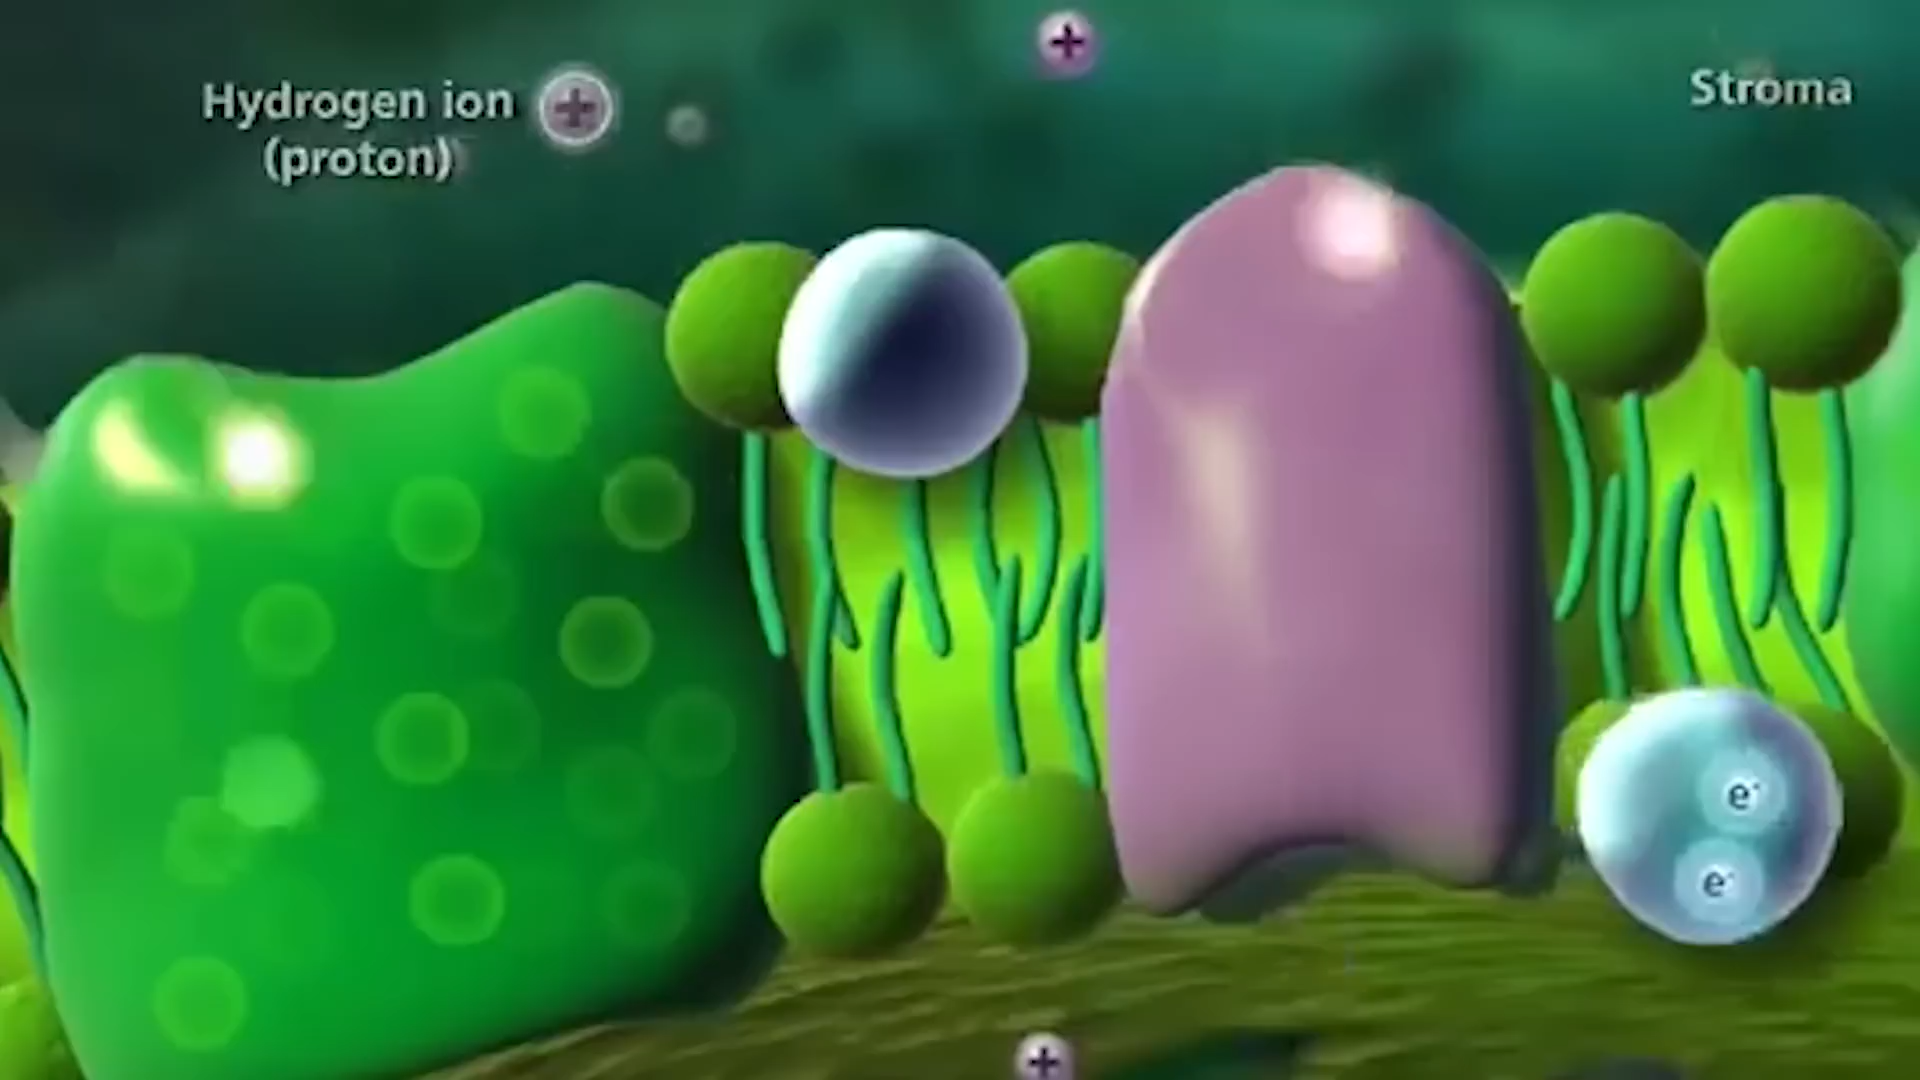 Hydrogen ion +
(proton)
+
Stroma
e-
e-
+